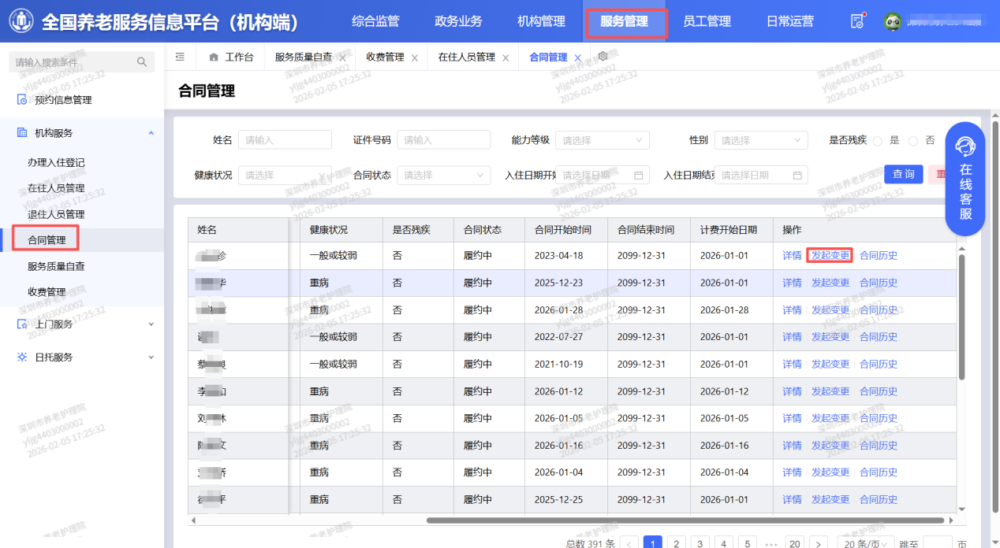 全国养老服务信息平台（机构端）
综合监管 政务业务 机构管理 服务管理 员工管理 日常运营
请输入搜索条件
工作台 服务质量自查 收费管理 在住人员管理 合同管理
预约信息管理
机构服务
办理入住登记
在住人员管理
退住人员管理
合同管理
服务质量自查
收费管理
上门服务
日托服务
合同管理
姓名 请输入 证件号码 请输入 能力等级 请选择 性别 请选择 是否残疾 是 否
健康状况 请选择 合同状态 请选择 入住日期开始 请选择日期 入住日期结束 请选择日期 查询 重
在线客服
姓名 健康状况 是否残疾 合同状态 合同开始时间 合同结束时间 计费开始日期 操作
珍 一般或较弱 否 履约中 2023-04-18 2099-12-31 2026-01-01 详情 发起变更 合同历史
华 重病 否 履约中 2025-12-23 2099-12-31 2026-01-01 详情 发起变更 合同历史
重病 否 履约中 2026-01-28 2099-12-31 2026-01-28 详情 发起变更 合同历史
一般或较弱 否 履约中 2022-07-27 2099-12-31 2026-01-01 详情 发起变更 合同历史
蔡 良 一般或较弱 否 履约中 2021-10-19 2099-12-31 2026-01-01 详情 发起变更 合同历史
李 和 重病 否 履约中 2026-01-12 2099-12-31 2026-01-12 详情 发起变更 合同历史
刘 林 重病 否 履约中 2026-01-05 2099-12-31 2026-01-05 详情 发起变更 合同历史
陈 文 重病 否 履约中 2026-01-16 2099-12-31 2026-01-16 详情 发起变更 合同历史
娇 重病 否 履约中 2026-01-04 2099-12-31 2026-01-04 详情 发起变更 合同历史
徐 平 重病 否 履约中 2025-12-25 2099-12-31 2026-01-01 详情 发起变更 合同历史
总数 391 条 1 2 3 4 5 ••• 20 20 条/页 跳至 页
深圳市养老护理院
yljg4403000002
2026-02-05 17:25:32